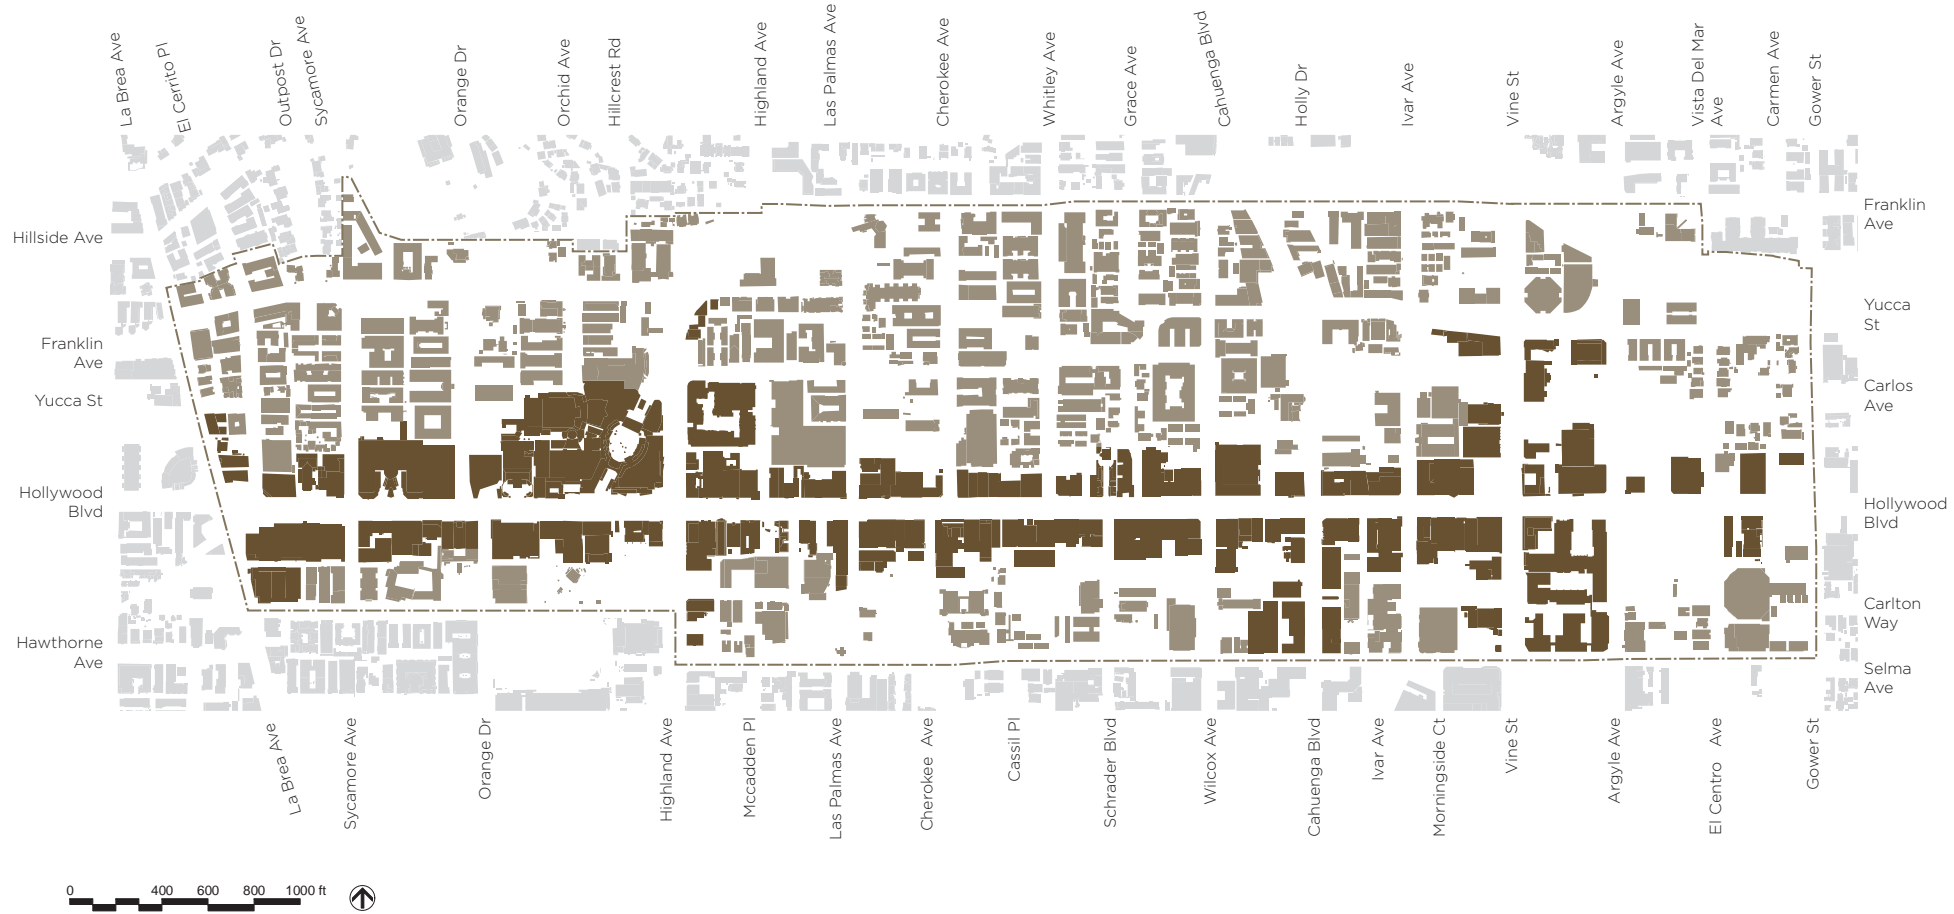 La Brea Ave
El Cerrito Pl
Outpost Dr
Sycamore Ave
Orange Dr
Orchid Ave
Hillcrest Rd
Highland Ave
Las Palmas Ave
Cherokee Ave
Whitley Ave
Grace Ave
Cahuenga Blvd
Holly Dr
Ivar Ave
Vine St
Argyle Ave
Vista Del Mar
Ave
Carmen Ave
Gower St
Hillside Ave
Franklin
Ave
Yucca St
Hollywood
Blvd
Hawthorne
Ave
Franklin
Ave
Yucca
St
Carlos
Ave
Hollywood
Blvd
Carlton
Way
Selma
Ave
La Brea Ave
Sycamore Ave
Orange Dr
Highland Ave
Mccadden Pl
Las Palmas Ave
Cherokee Ave
Cassil Pl
Schrader Blvd
Wilcox Ave
Cahuenga Blvd
Ivar Ave
Morningside Ct
Vine St
Argyle Ave
El Centro Ave
Gower St
0 400 600 800 1000 ft